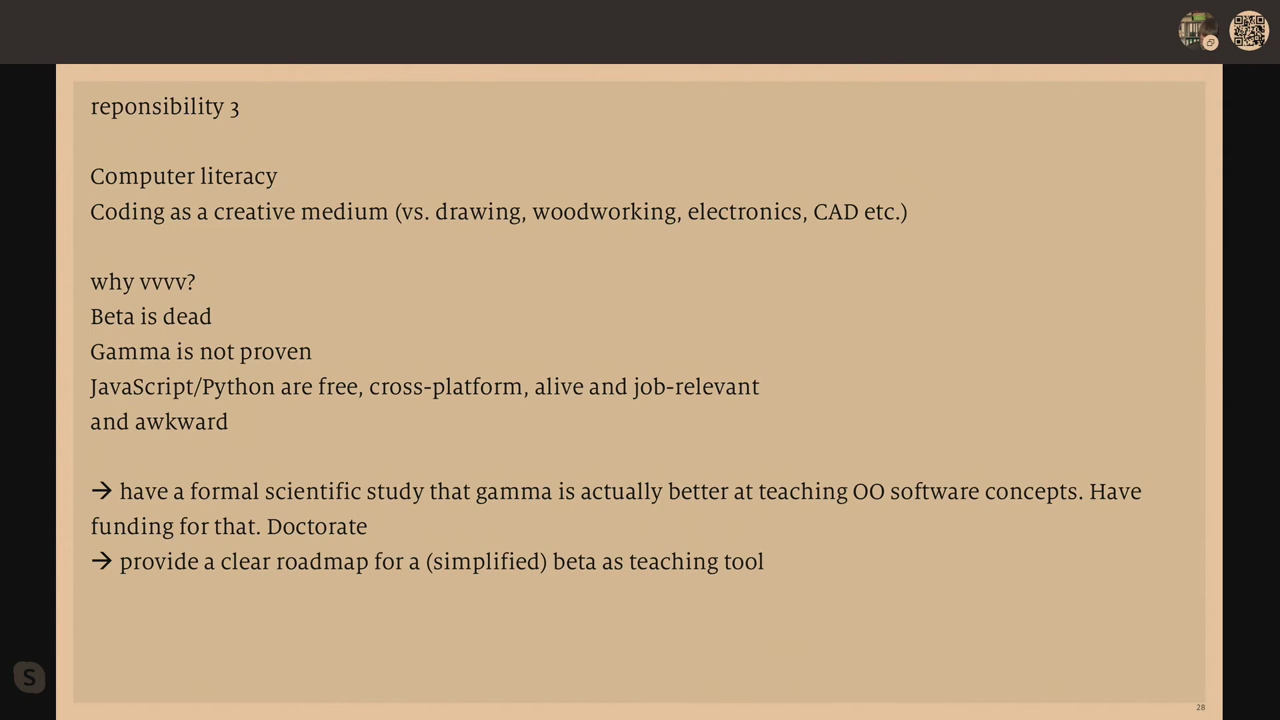 reponsibility 3
Computer literacy
Coding as a creative medium (vs. drawing, woodworking, electronics, CAD etc.)
why vvvv?
Beta is dead
Gamma is not proven
JavaScript/Python are free, cross-platform, alive and job-relevant
and awkward
→ have a formal scientific study that gamma is actually better at teaching OO software concepts. Have
funding for that. Doctorate
→ provide a clear roadmap for a (simplified) beta as teaching tool
S
28